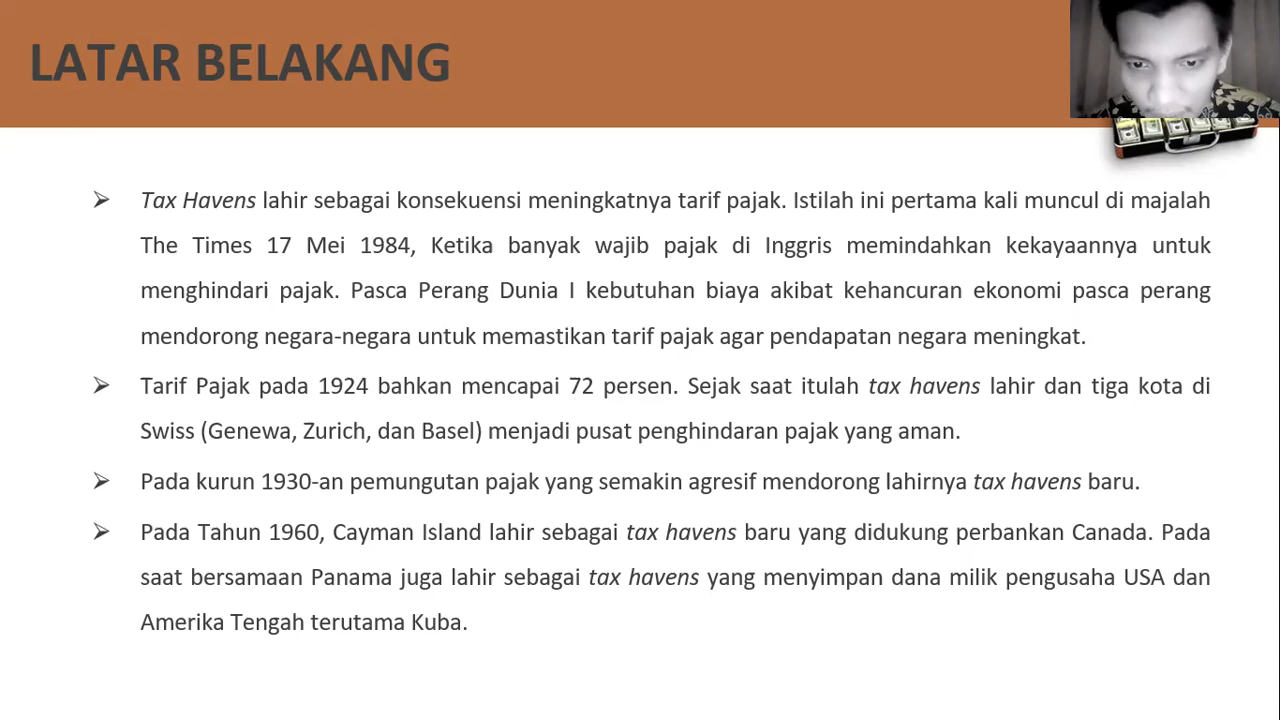 LATAR BELAKANG
Tax Havens lahir sebagai konsekuensi meningkatnya tarif pajak. Istilah ini pertama kali muncul di majalah
The Times 17 Mei 1984, Ketika banyak wajib pajak di Inggris memindahkan kekayaannya untuk
menghindari pajak. Pasca Perang Dunia I kebutuhan biaya akibat kehancuran ekonomi pasca perang
mendorong negara-negara untuk memastikan tarif pajak agar pendapatan negara meningkat.
Tarif Pajak pada 1924 bahkan mencapai 72 persen. Sejak saat itulah tax havens lahir dan tiga kota di
Swiss (Genewa, Zurich, dan Basel) menjadi pusat penghindaran pajak yang aman.
Pada kurun 1930-an pemungutan pajak yang semakin agresif mendorong lahirnya tax havens baru.
Pada Tahun 1960, Cayman Island lahir sebagai tax havens baru yang didukung perbankan Canada. Pada
saat bersamaan Panama juga lahir sebagai tax havens yang menyimpan dana milik pengusaha USA dan
Amerika Tengah terutama Kuba.